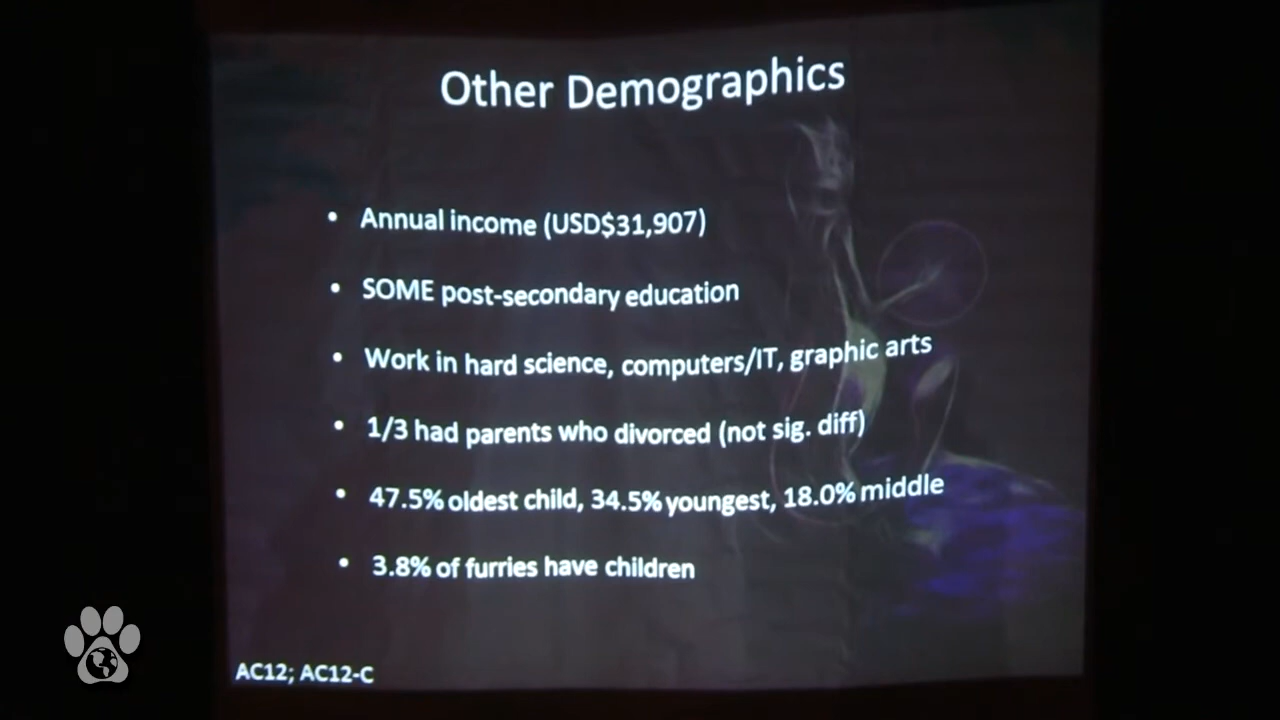 Other Demographics
• Annual income (USD$31,907)
• SOME post-secondary education
• Work in hard science, computers/IT, graphic arts
• 1/3 had parents who divorced (not sig. diff)
• 47.5% oldest child, 34.5% youngest, 18.0% middle
• 3.8% of furries have children
AC12; AC12-C